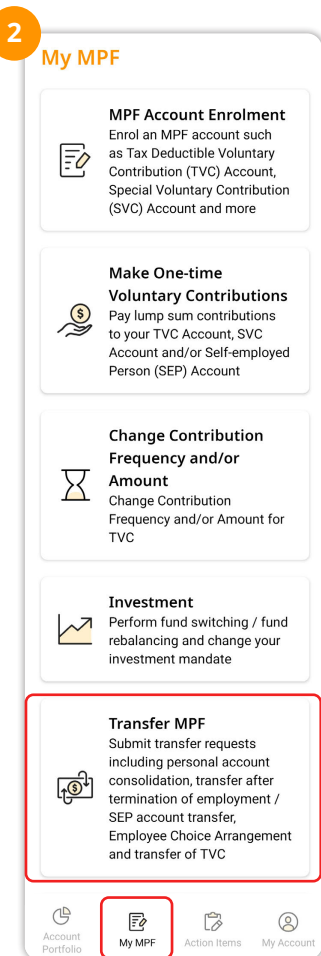 2
My MPF
MPF Account Enrolment
Enrol an MPF account such
as Tax Deductible Voluntary
Contribution (TVC) Account,
Special Voluntary Contribution
(SVC) Account and more
Make One-time
Voluntary Contributions
Pay lump sum contributions
to your TVC Account, SVC
Account and/or Self-employed
Person (SEP) Account
Change Contribution
Frequency and/or
Amount
Change Contribution
Frequency and/or Amount for
TVC
Investment
Perform fund switching / fund
rebalancing and change your
investment mandate
Transfer MPF
Submit transfer requests
including personal account
consolidation, transfer after
termination of employment /
SEP account transfer,
Employee Choice Arrangement
and transfer of TVC
Account
Portfolio
My MPF
Action Items
My Account